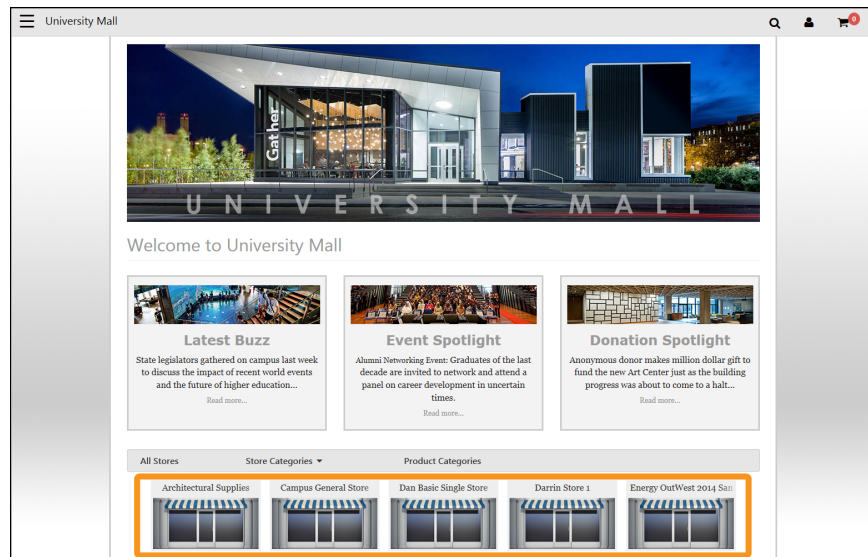 University Mall
0
Gather
UNIVERSITY MALL
Welcome to University Mall
Latest Buzz
State legislators gathered on campus last week
to discuss the impact of recent world events
and the future of higher education...
Read more...
Event Spotlight
Alumni Networking Event: Graduates of the last
decade are invited to network and attend a
panel on career development in uncertain
times.
Read more...
Donation Spotlight
Anonymous donor makes million dollar gift to
fund the new Art Center just as the building
progress was about to come to a halt...
Read more...
All Stores Store Categories Product Categories
Architectural Supplies Campus General Store Dan Basic Single Store Darrin Store 1 Energy OutWest 2014 San